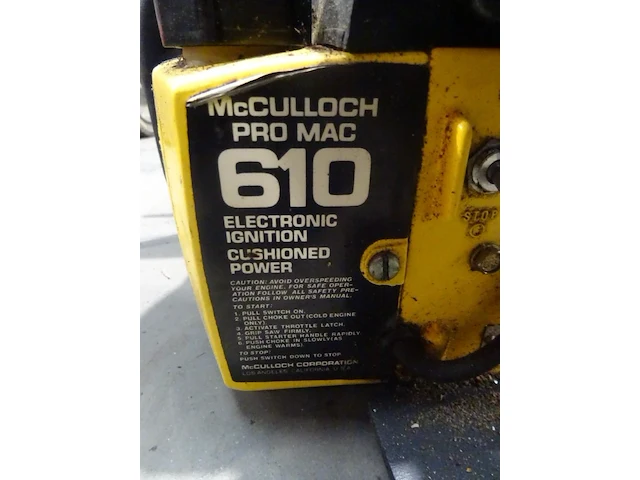 McCULLOCH
PRO MAC
610
ELECTRONIC
IGNITION
CUSHIONED
POWER
CAUTION: AVOID OVERSPEEDING
YOUR ENGINE. FOR SAFE OPER-
ATION FOLLOW ALL SAFETY PRE-
CAUTIONS IN OWNER'S MANUAL.
TO START:
1. PULL SWITCH ON.
2. PULL CHOKE OUT (COLD ENGINE
ONLY)
3. ACTIVATE THROTTLE LATCH.
4. GRIP SAW FIRMLY.
5. PULL STARTER HANDLE RAPIDLY.
6. PUSH CHOKE IN SLOWLY (AS
ENGINE WARMS).
TO STOP:
PUSH SWITCH DOWN TO STOP
McCULLOCH CORPORATION
LOS ANGELES, CALIFORNIA, U.S.A.
STOP